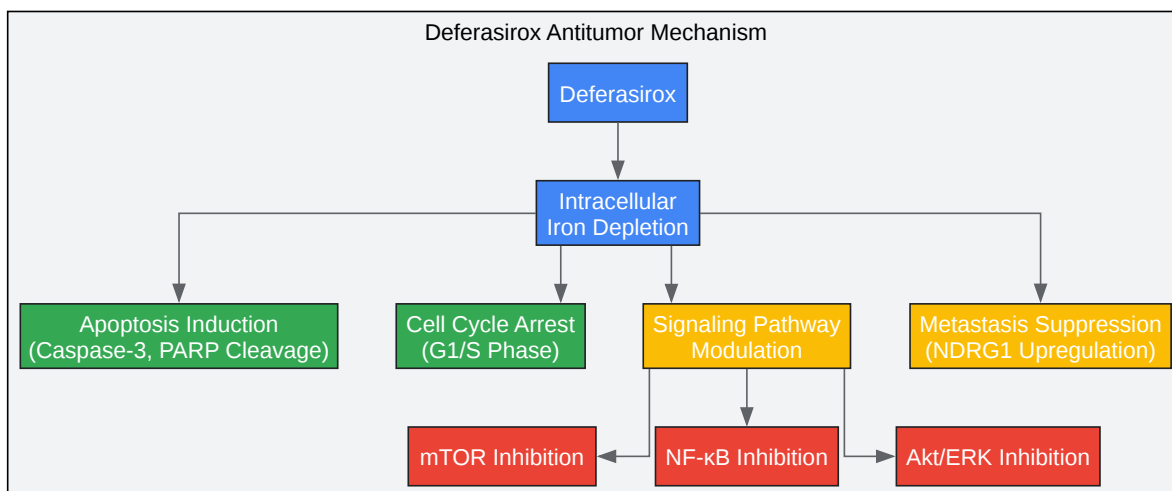 Deferasirox Antitumor Mechanism
Deferasirox
Intracellular
Iron Depletion
Apoptosis Induction
(Caspase-3, PARP Cleavage)
Cell Cycle Arrest
(G1/S Phase)
Signaling Pathway
Modulation
Metastasis Suppression
(NDRG1 Upregulation)
mTOR Inhibition
NF-κB Inhibition
Akt/ERK Inhibition